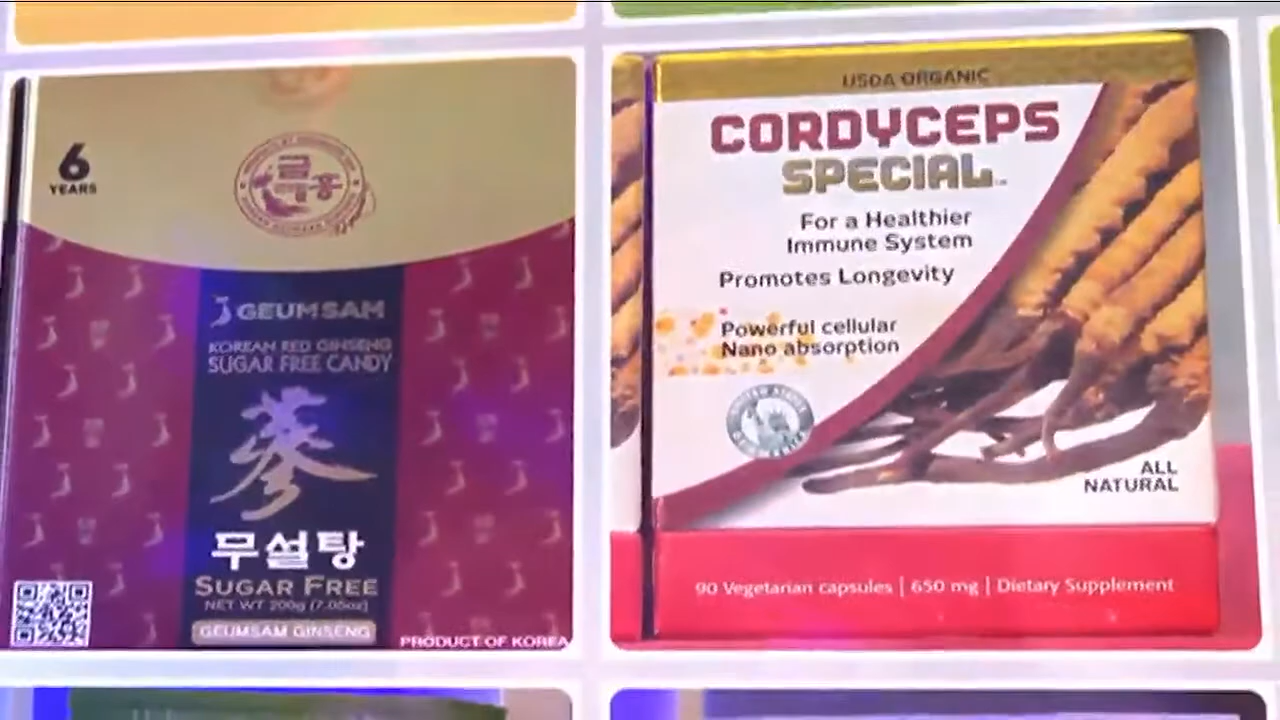 6
YEARS
GEUMSAM
KOREAN RED GINSENG
SUGAR FREE CANDY
蔘
무설탕
SUGAR FREE
NET WT 200g (7.05oz)
GEUMSAM GINSENG
PRODUCT OF KOREA
USDA ORGANIC
CORDYCEPS
SPECIAL
For a Healthier
Immune System
Promotes Longevity
Powerful cellular
Nano absorption
ALL
NATURAL
90 Vegetarian capsules | 650 mg | Dietary Supplement